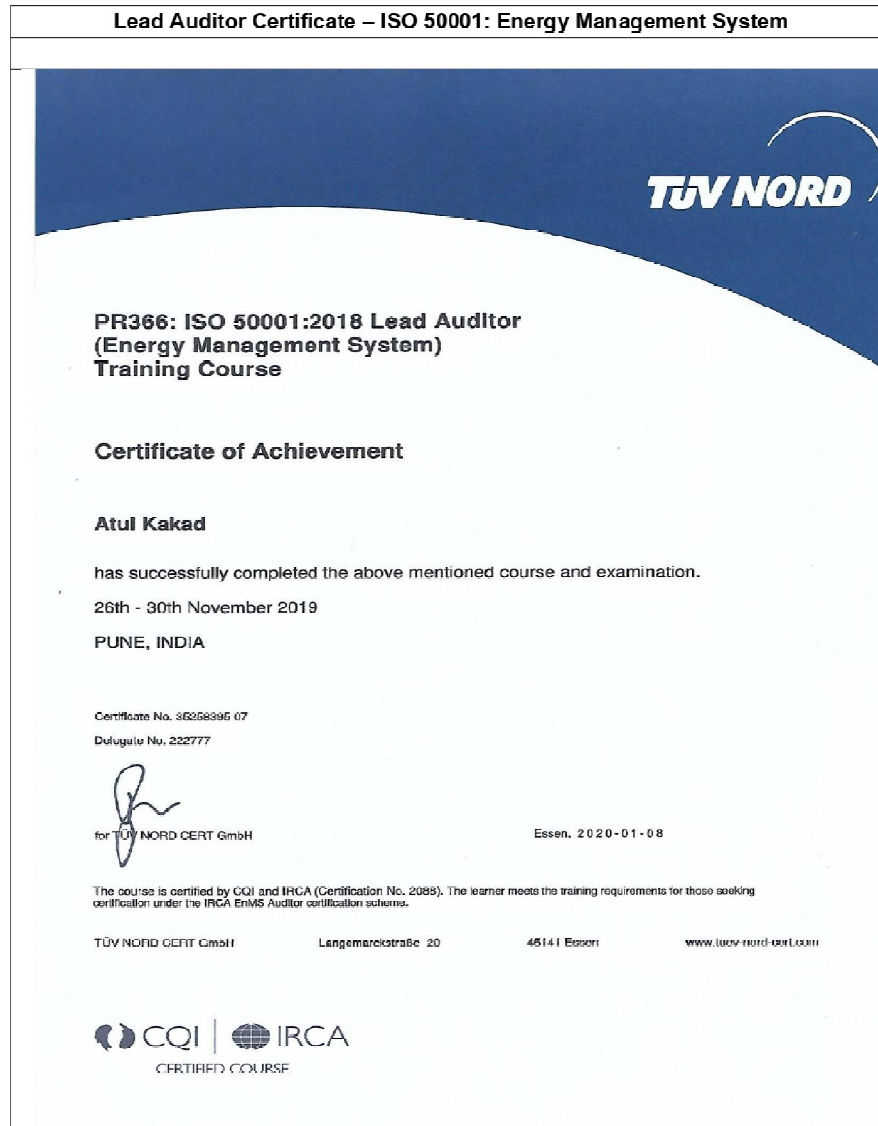 Lead Auditor Certificate – ISO 50001: Energy Management System
TÜV NORD
PR366: ISO 50001:2018 Lead Auditor
(Energy Management System)
Training Course
Certificate of Achievement
Atul Kakad
has successfully completed the above mentioned course and examination.
26th - 30th November 2019
PUNE, INDIA
Certificate No. 35258395 07
Delegate No. 222777
for TÜV NORD CERT GmbH
Essen, 2020-01-08
The course is certified by CQI and IRCA (Certification No. 2088). The learner meets the training requirements for those seeking
certification under the IRCA EnMS Auditor certification scheme.
TÜV NORD CERT GmbH Langemarckstraße 20 45141 Essen www.tuev-nord-cert.com
CQI IRCA
CERTIFIED COURSE